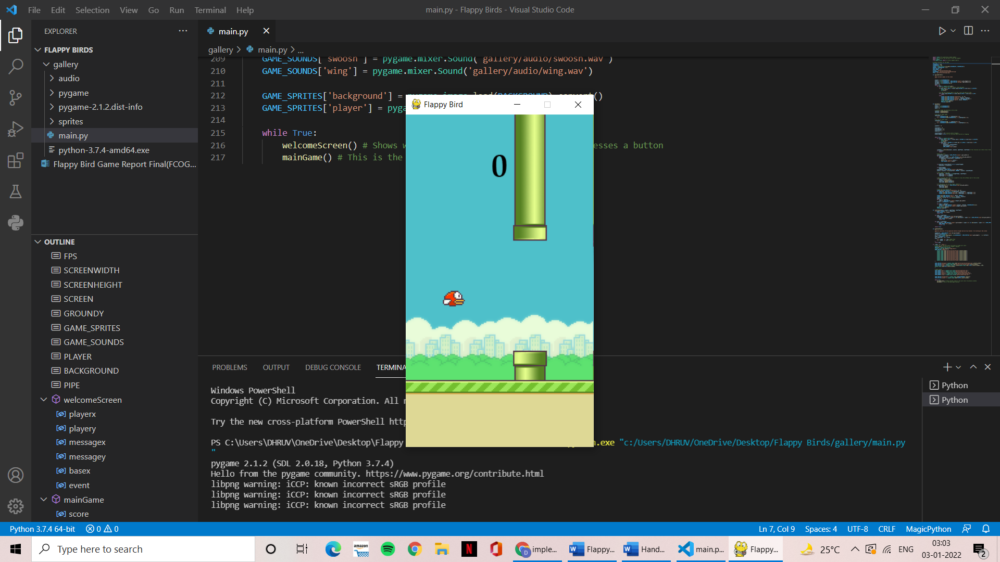 File Edit Selection View Go Run Terminal Help
main.py - Flappy Birds - Visual Studio Code
EXPLORER
FLAPPY BIRDS
gallery
audio
pygame
pygame-2.1.2.dist-info
sprites
main.py
python-3.7.4-amd64.exe
Flappy Bird Game Report Final(FCOG...
OUTLINE
FPS
SCREENWIDTH
SCREENHEIGHT
SCREEN
GROUNDY
GAME_SPRITES
GAME_SOUNDS
PLAYER
BACKGROUND
PIPE
welcomeScreen
playerx
playery
messagex
messagey
basex
event
mainGame
score
main.py
gallery > main.py > ...
209 GAME_SOUNDS['swoosh'] = pygame.mixer.Sound('gallery/audio/swoosh.wav')
210 GAME_SOUNDS['wing'] = pygame.mixer.Sound('gallery/audio/wing.wav')
211
212 GAME_SPRITES['background'] = pygame.image.load(BACKGROUND).convert()
213 GAME_SPRITES['player'] = pyga
214
215 while True:
216 welcomeScreen() # Shows w esses a button
217 mainGame() # This is the
Flappy Bird
0
PROBLEMS OUTPUT DEBUG CONSOLE TERMINA
Python
Python
Windows PowerShell
Copyright (C) Microsoft Corporation. All r
Try the new cross-platform PowerShell http
PS C:\Users\DHRUV\OneDrive\Desktop\Flappy n.exe "c:/Users/DHRUV/OneDrive/Desktop/Flappy Birds/gallery/main.py
"
pygame 2.1.2 (SDL 2.0.18, Python 3.7.4)
Hello from the pygame community. https://www.pygame.org/contribute.html
libpng warning: iCCP: known incorrect sRGB profile
libpng warning: iCCP: known incorrect sRGB profile
libpng warning: iCCP: known incorrect sRGB profile
Python 3.7.4 64-bit 0 0
Ln 7, Col 9 Spaces: 4 UTF-8 CRLF MagicPython
Type here to search
amazon
N
imple...
Flappy...
Hand...
main.p...
Flappy...
25°C
ENG
03:03
03-01-2022
2